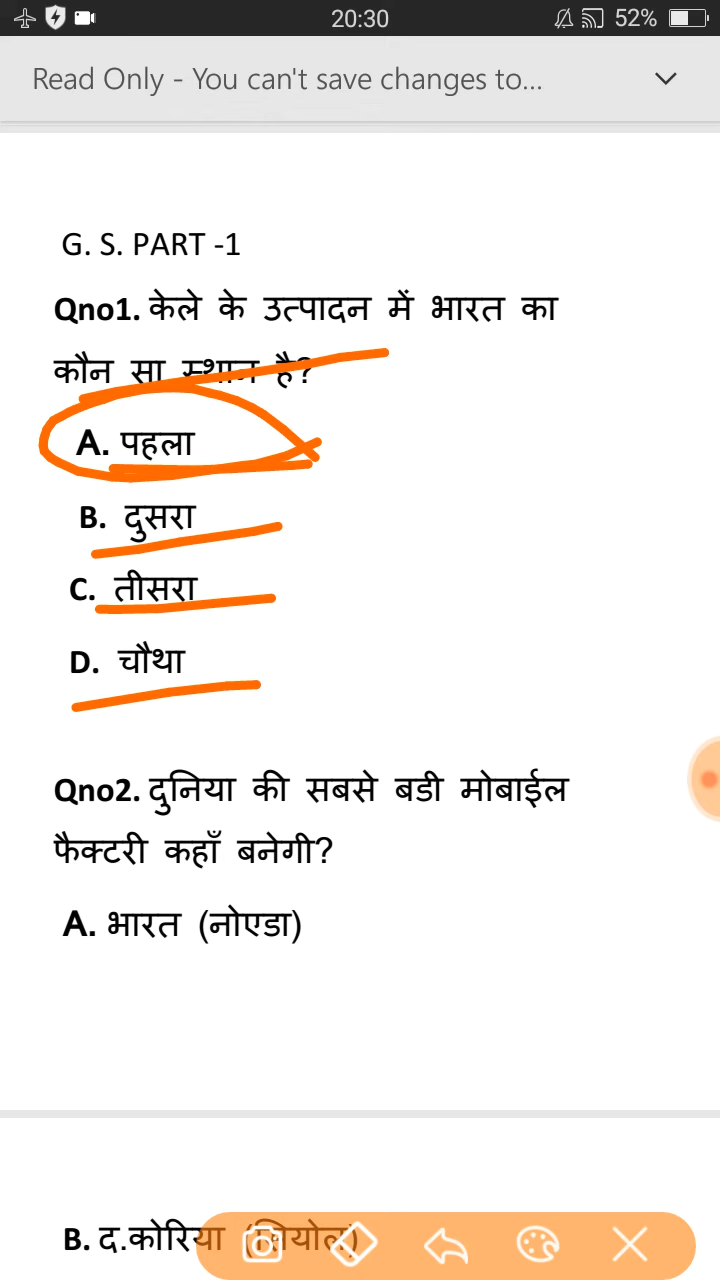 20:30
52%
Read Only - You can't save changes to...
G. S. PART -1
Qno1. केले के उत्पादन में भारत का
कौन सा स्थान है?
A. पहला
B. दुसरा
C. तीसरा
D. चौथा
Qno2. दुनिया की सबसे बडी मोबाईल
फैक्टरी कहाँ बनेगी?
A. भारत (नोएडा)
B. द.कोरिया (सियोल)